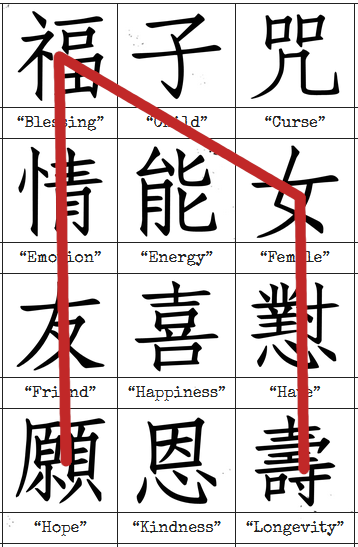 福 子 咒
“Blessing” “Child” “Curse”
情 能 女
“Emotion” “Energy” “Female”
友 喜 懟
“Friend” “Happiness” “Hate”
願 恩 壽
“Hope” “Kindness” “Longevity”